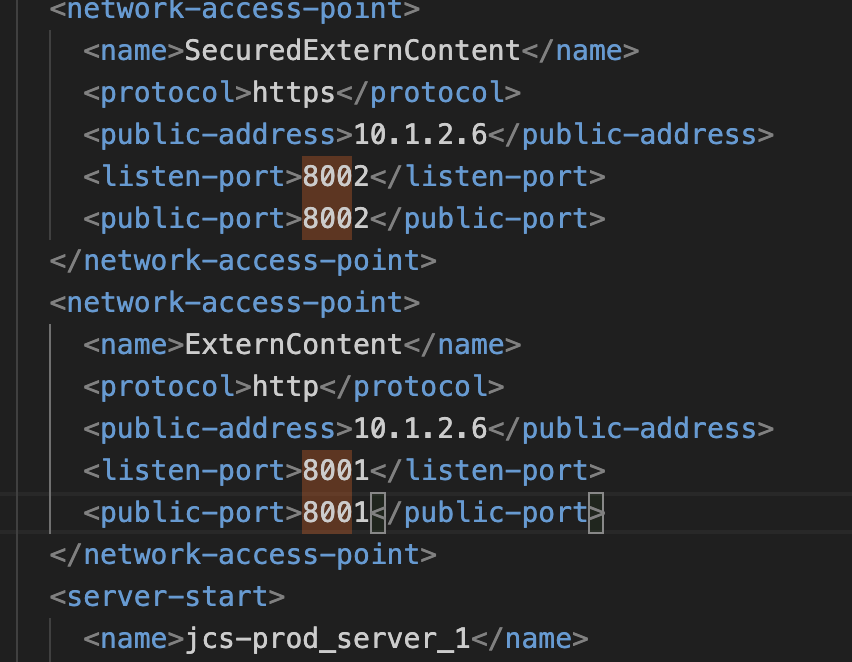 <network-access-point>
<name>SecuredExternContent</name>
<protocol>https</protocol>
<public-address>10.1.2.6</public-address>
<listen-port>8002</listen-port>
<public-port>8002</public-port>
</network-access-point>
<network-access-point>
<name>ExternContent</name>
<protocol>http</protocol>
<public-address>10.1.2.6</public-address>
<listen-port>8001</listen-port>
<public-port>8001</public-port>
</network-access-point>
<server-start>
<name>jcs-prod_server_1</name>